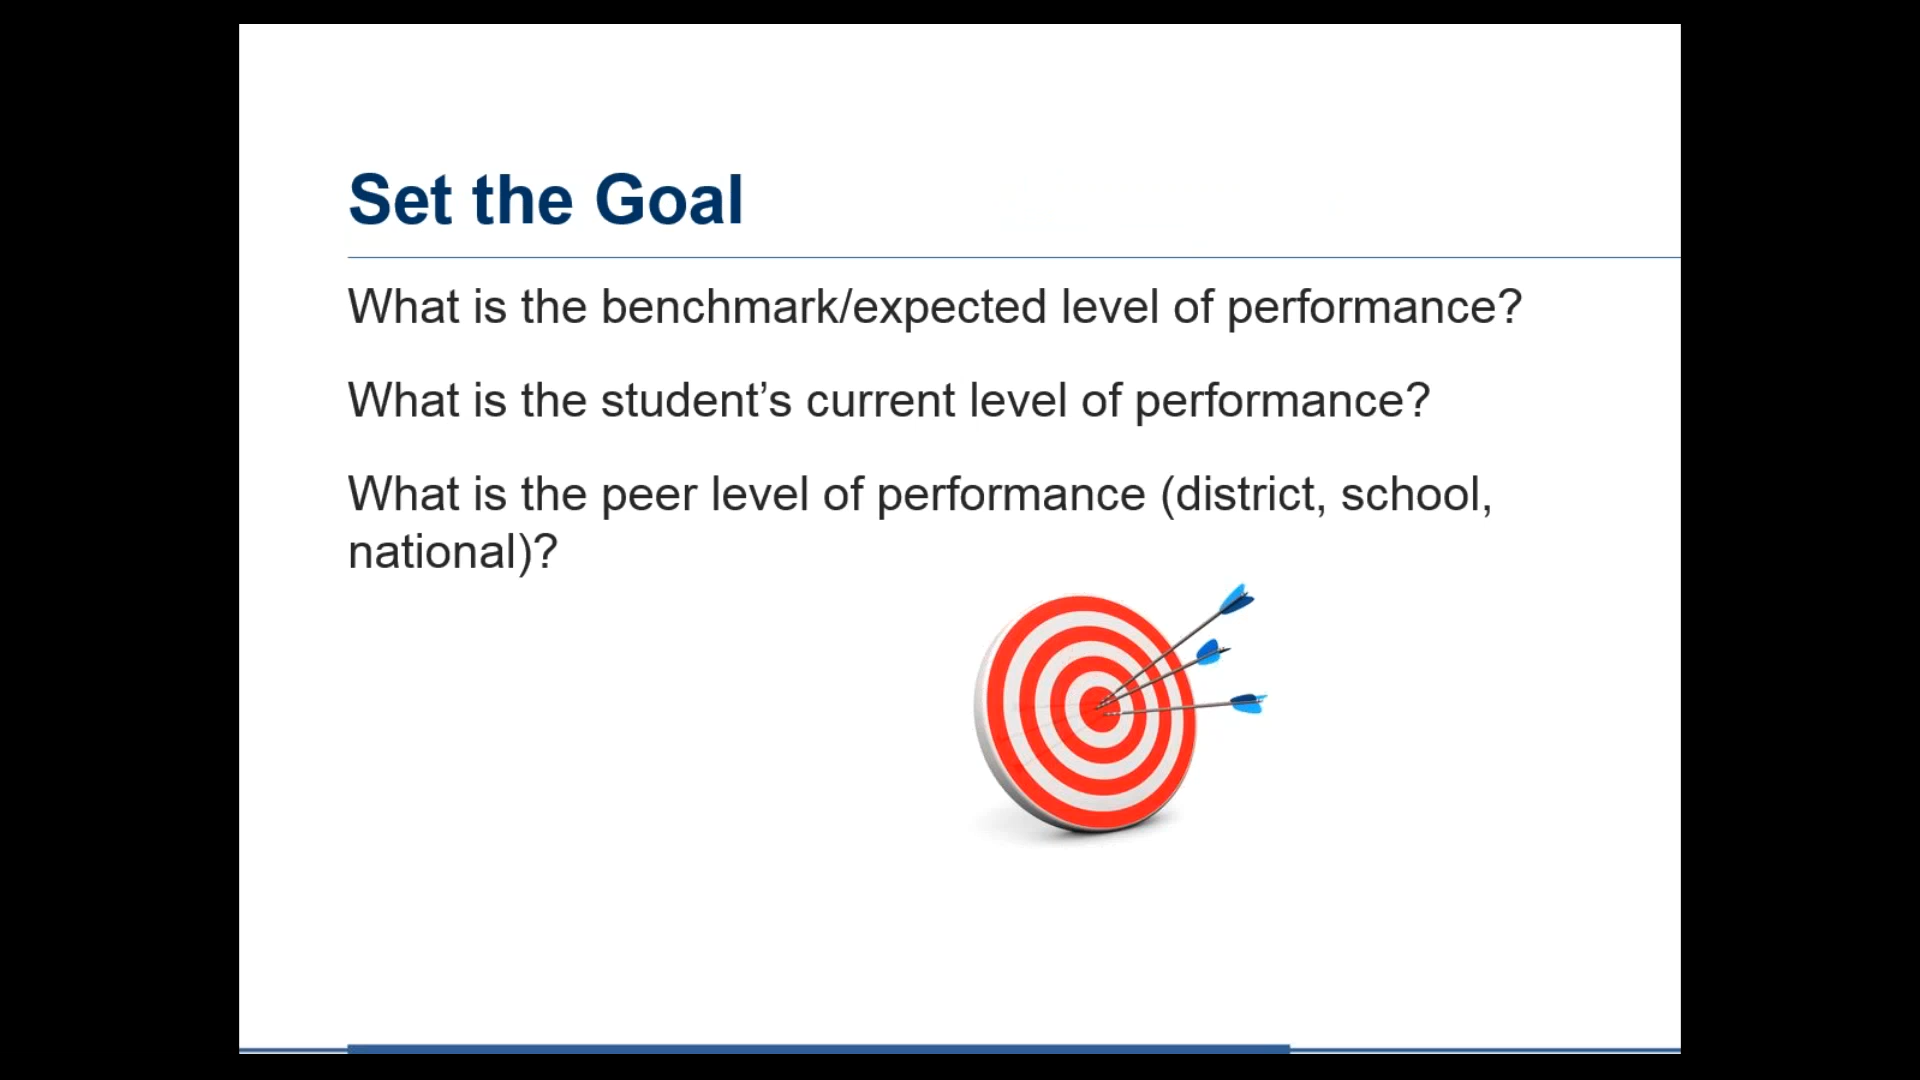 Set the Goal
What is the benchmark/expected level of performance?
What is the student’s current level of performance?
What is the peer level of performance (district, school,
national)?